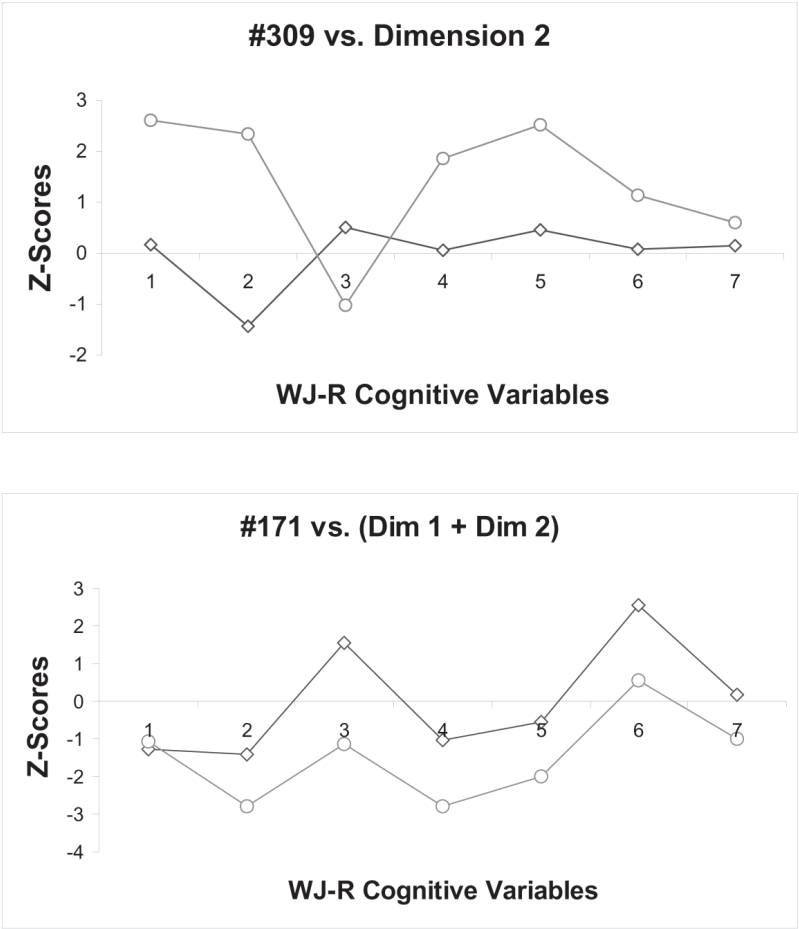 #309 vs. Dimension 2
3
2
1
0
-1
-2
Z-Scores
1 2 3 4 5 6 7
WJ-R Cognitive Variables
#171 vs. (Dim 1 + Dim 2)
3
2
1
0
-1
-2
-3
-4
Z-Scores
1 2 3 4 5 6 7
WJ-R Cognitive Variables